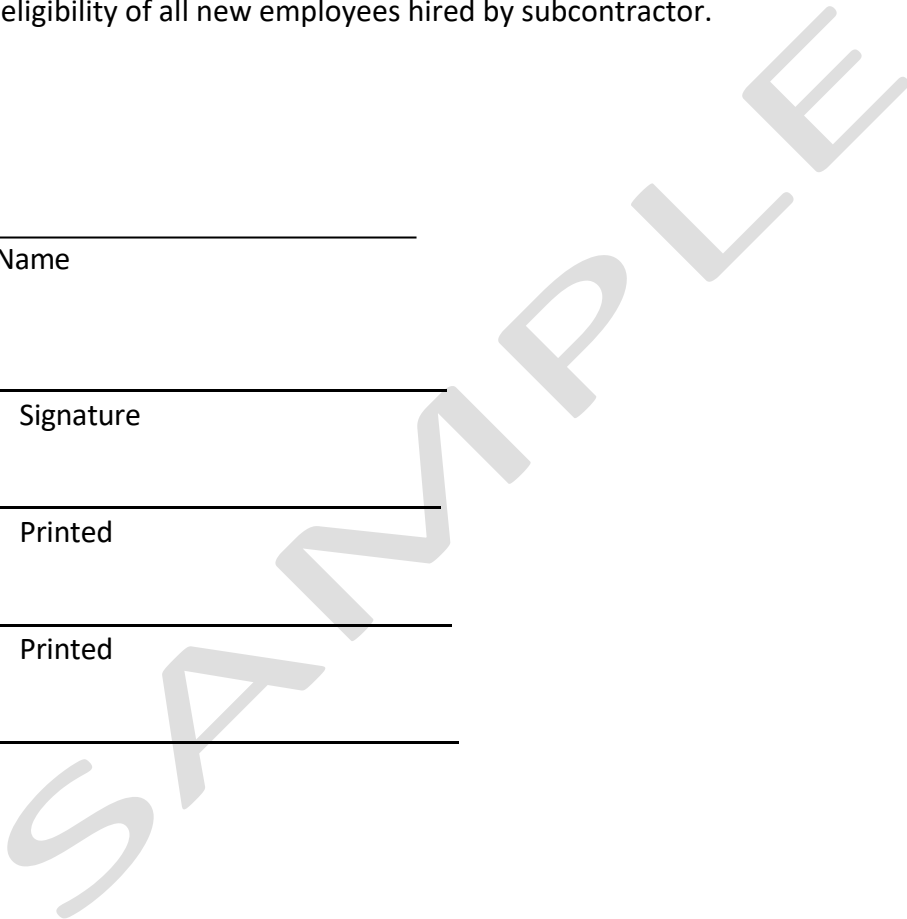 eligibility of all new employees hired by subcontractor.
Name
Signature
Printed
Printed
SAMPLE